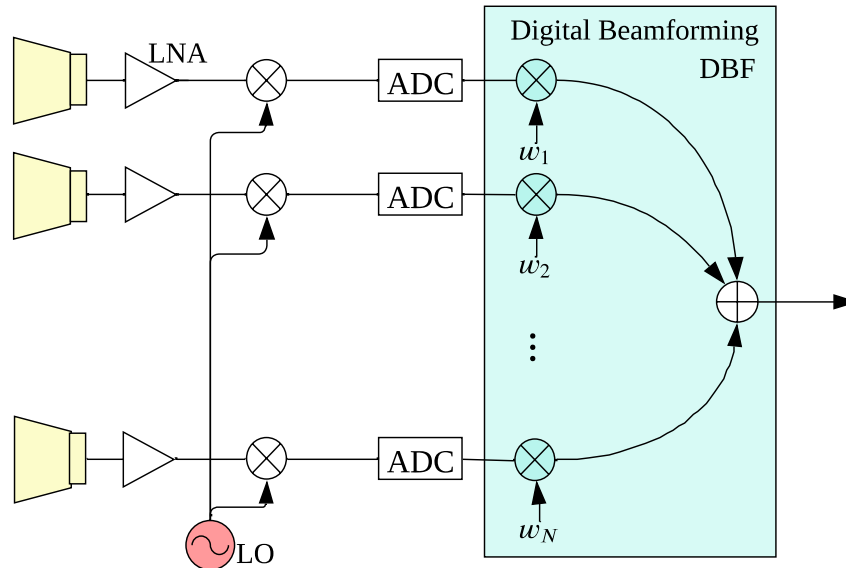 Digital Beamforming
DBF
LNA
ADC
w1
ADC
w2
ADC
wN
LO